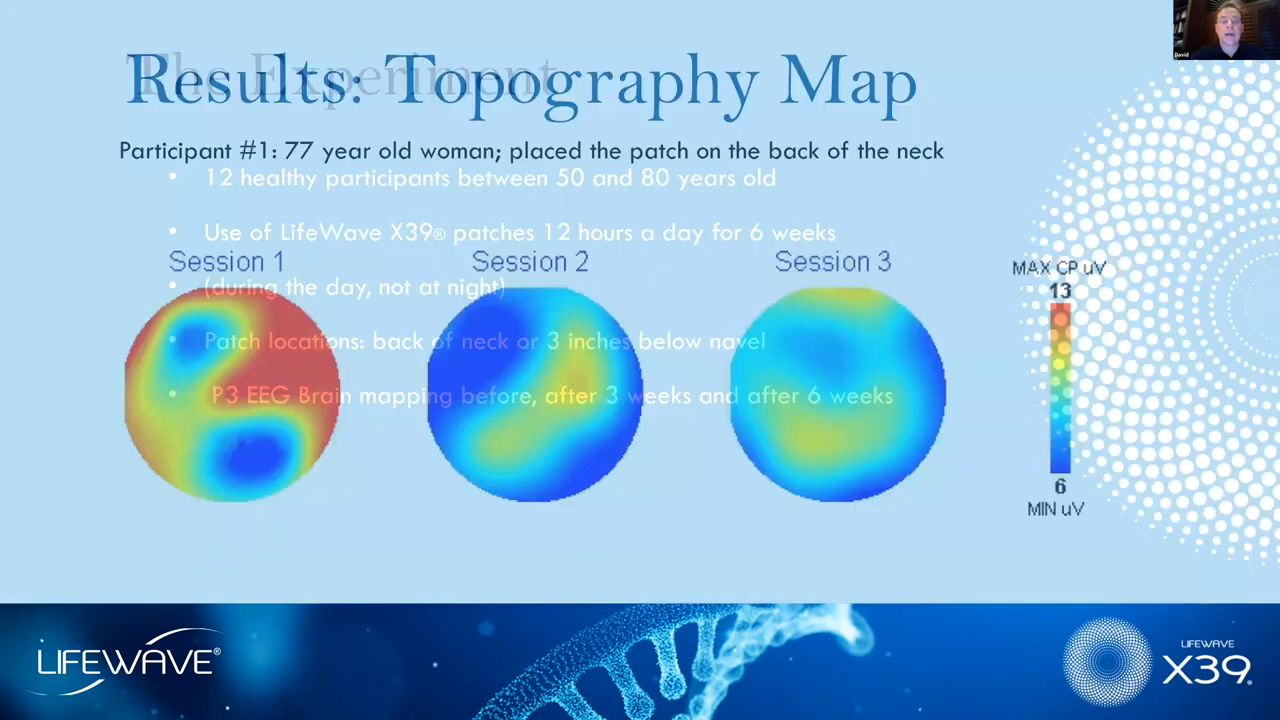 The Experiment
Results: Topography Map
Participant #1: 77 year old woman; placed the patch on the back of the neck
• 12 healthy participants between 50 and 80 years old
• Use of LifeWave X39® patches 12 hours a day for 6 weeks
Session 1 Session 2 Session 3
• (during the day, not at night)
• Patch locations: back of neck or 3 inches below navel
• P3 EEG Brain mapping before, after 3 weeks and after 6 weeks
MAX CP uV
13
6
MIN uV
David
LIFEWAVE®
LIFEWAVE
X39®